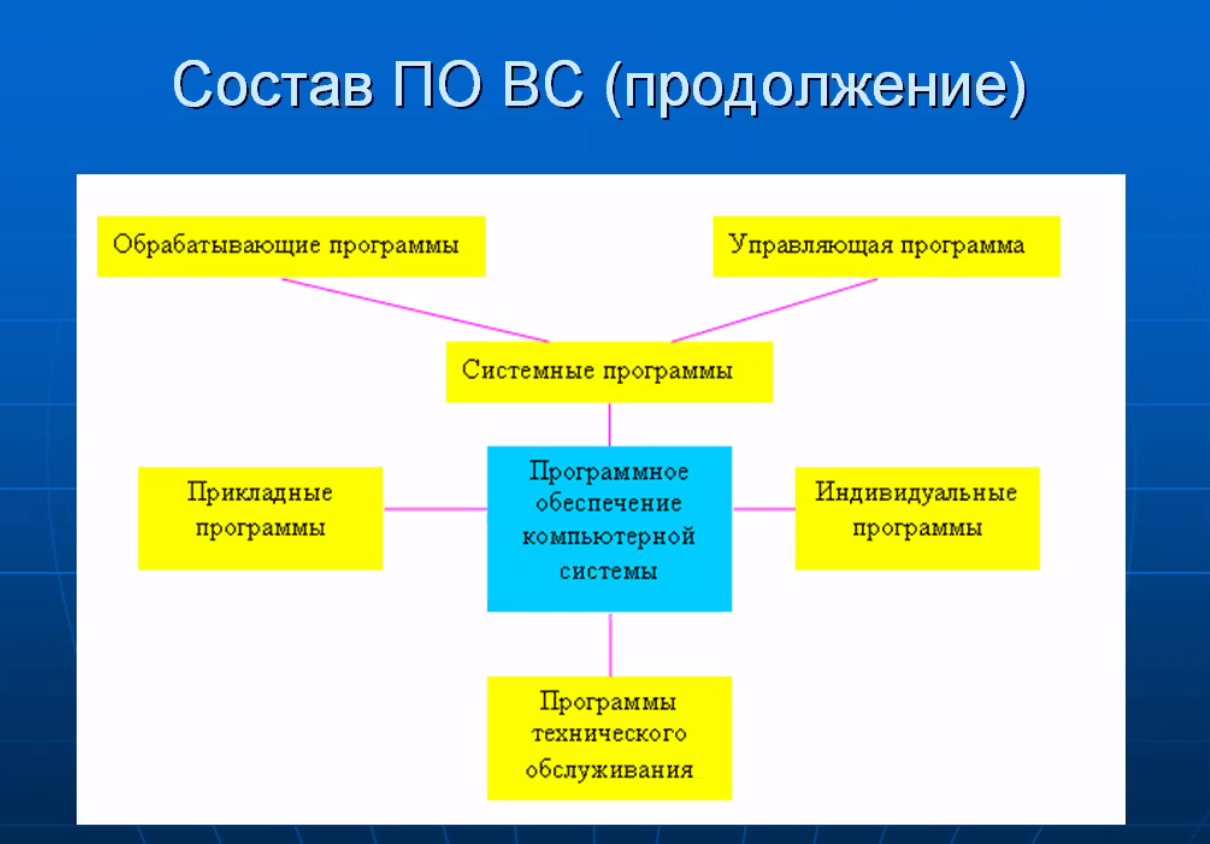 Состав ПО ВС (продолжение)
Обрабатывающие программы
Управляющая программа
Системные программы
Прикладные
программы
Программное
обеспечение
компьютерной
системы
Индивидуальные
программы
Программы
технического
обслуживания